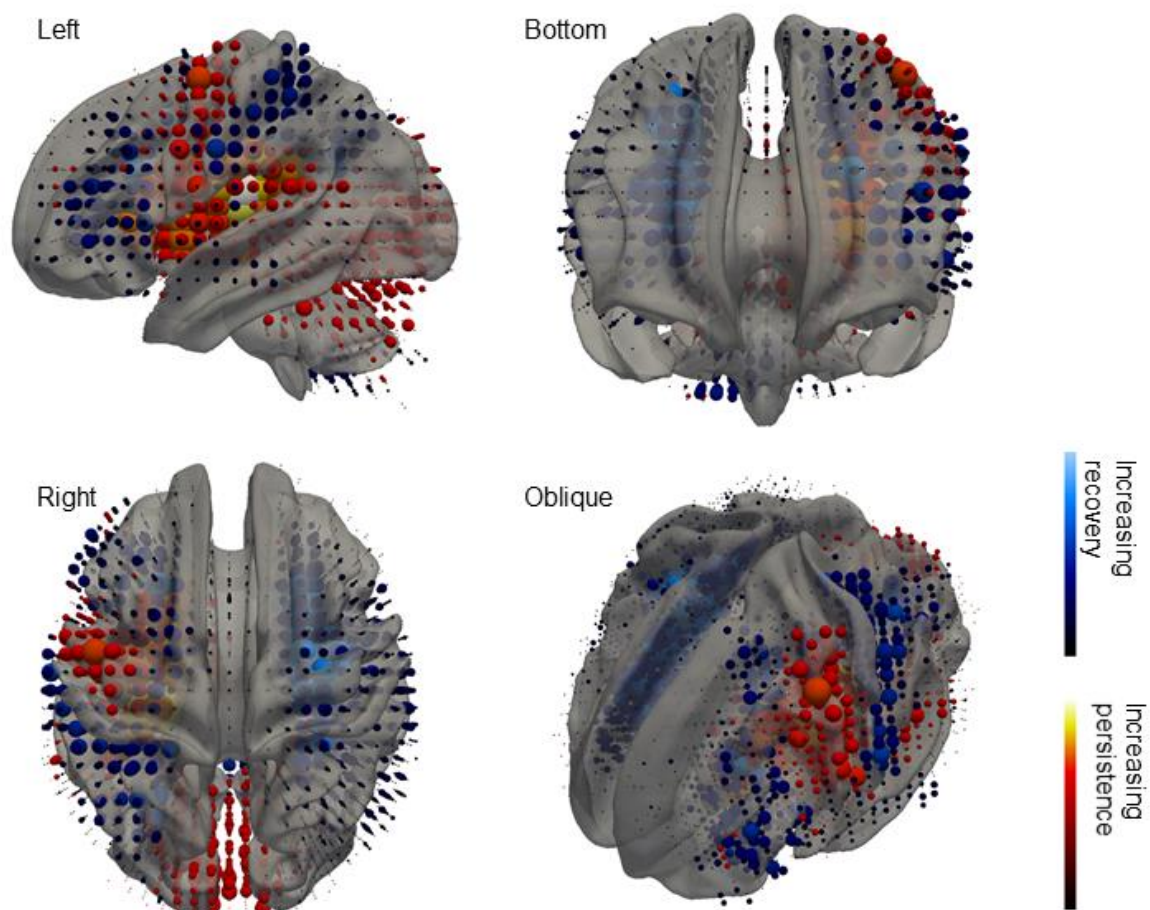 Left
Bottom
Right
Oblique
Increasing
recovery
Increasing
persistence